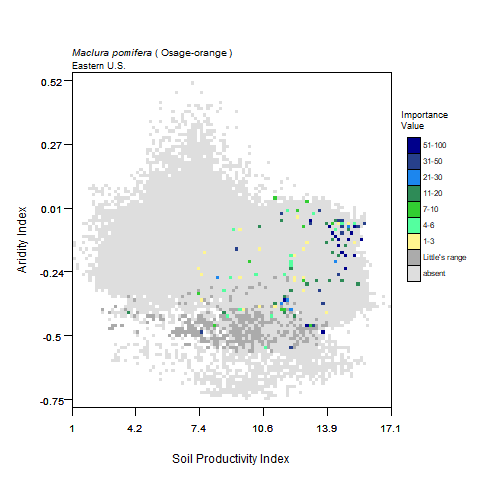 Maclura pomifera ( Osage-orange )
Eastern U.S.
0.52
0.27
0.01
-0.24
-0.5
-0.75
Aridity Index
1 4.2 7.4 10.6 13.9 17.1
Soil Productivity Index
Importance
Value
51-100
31-50
21-30
11-20
7-10
4-6
1-3
Little's range
absent